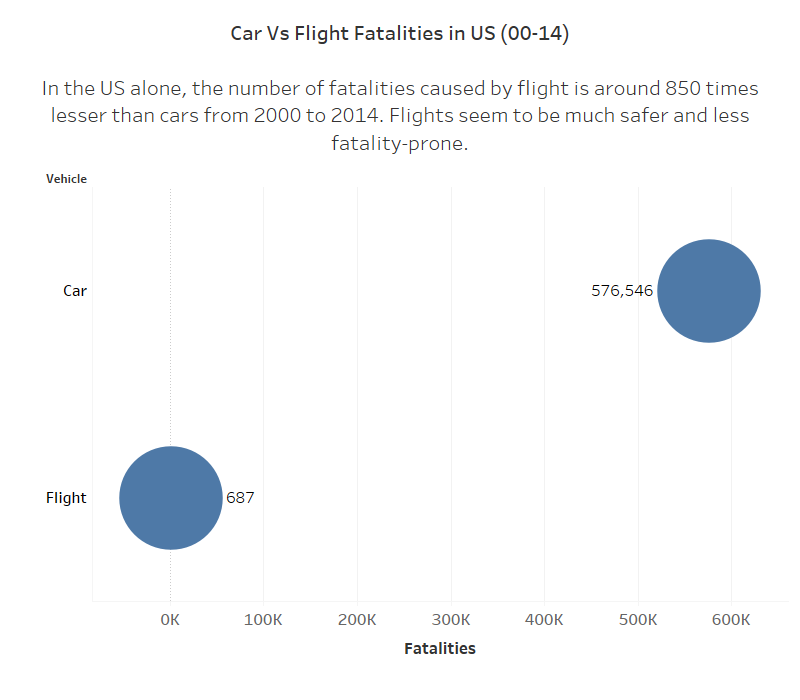 Car Vs Flight Fatalities in US (00-14)
In the US alone, the number of fatalities caused by flight is around 850 times
lesser than cars from 2000 to 2014. Flights seem to be much safer and less
fatality-prone.
Vehicle
Car
576,546
Flight
687
0K 100K 200K 300K 400K 500K 600K
Fatalities